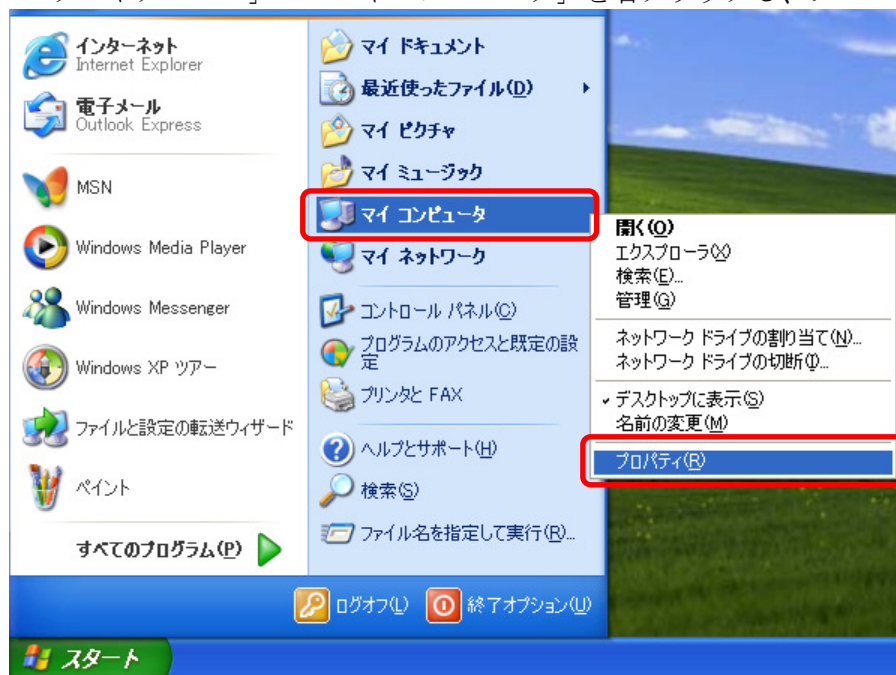 インターネット
Internet Explorer
電子メール
Outlook Express
MSN
Windows Media Player
Windows Messenger
Windows XP ツアー
ファイルと設定の転送ウィザード
ペイント
すべてのプログラム(P)
マイ ドキュメント
最近使ったファイル(D)
マイ ピクチャ
マイ ミュージック
マイ コンピュータ
マイ ネットワーク
コントロール パネル(C)
プログラムのアクセスと既定の設
定
プリンタと FAX
ヘルプとサポート(H)
検索(S)
ファイル名を指定して実行(R)...
開く(O)
エクスプローラ(X)
検索(E)...
管理(G)
ネットワーク ドライブの割り当て(N)...
ネットワーク ドライブの切断(I)...
デスクトップに表示(S)
名前の変更(M)
プロパティ(R)
ログオフ(L)
終了オプション(U)
スタート